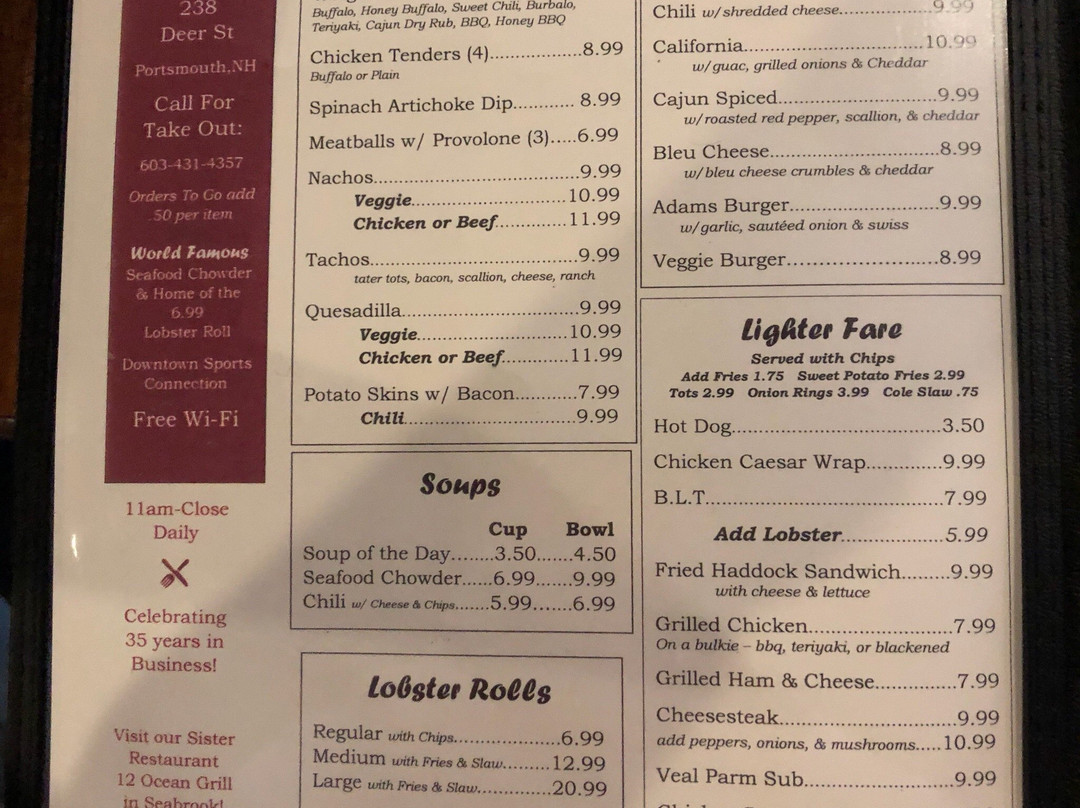 238
Deer St
Portsmouth,NH
Call For
Take Out:
603-431-4357
Orders To Go add
.50 per item
World Famous
Seafood Chowder
& Home of the
6.99
Lobster Roll
Downtown Sports
Connection
Free Wi-Fi
11am-Close
Daily
Celebrating
35 years in
Business!
Visit our Sister
Restaurant
12 Ocean Grill
in Seabrook!
Buffalo, Honey Buffalo, Sweet Chili, Burbalo,
Teriyaki, Cajun Dry Rub, BBQ, Honey BBQ
Chicken Tenders (4)..................8.99
Buffalo or Plain
Spinach Artichoke Dip............ 8.99
Meatballs w/ Provolone (3).....6.99
Nachos.....................................9.99
Veggie............................10.99
Chicken or Beef.............11.99
Tachos.....................................9.99
tater tots, bacon, scallion, cheese, ranch
Quesadilla................................9.99
Veggie...........................10.99
Chicken or Beef............11.99
Potato Skins w/ Bacon...........7.99
Chili...............................9.99
Soups
Cup Bowl
Soup of the Day........3.50......4.50
Seafood Chowder......6.99.......9.99
Chili w/ Cheese & Chips.......5.99.......6.99
Lobster Rolls
Regular with Chips....................6.99
Medium with Fries & Slaw.........12.99
Large with Fries & Slaw.............20.99
Chili w/shredded cheese................9.99
California................................10.99
w/guac, grilled onions & Cheddar
Cajun Spiced............................9.99
w/roasted red pepper, scallion, & cheddar
Bleu Cheese.............................8.99
w/bleu cheese crumbles & cheddar
Adams Burger..........................9.99
w/garlic, sautéed onion & swiss
Veggie Burger..........................8.99
Lighter Fare
Served with Chips
Add Fries 1.75 Sweet Potato Fries 2.99
Tots 2.99 Onion Rings 3.99 Cole Slaw .75
Hot Dog....................................3.50
Chicken Caesar Wrap.............9.99
B.L.T.........................................7.99
Add Lobster..................5.99
Fried Haddock Sandwich.........9.99
with cheese & lettuce
Grilled Chicken.........................7.99
On a bulkie – bbq, teriyaki, or blackened
Grilled Ham & Cheese..............7.99
Cheesesteak..............................9.99
add peppers, onions, & mushrooms.....10.99
Veal Parm Sub.........................9.99